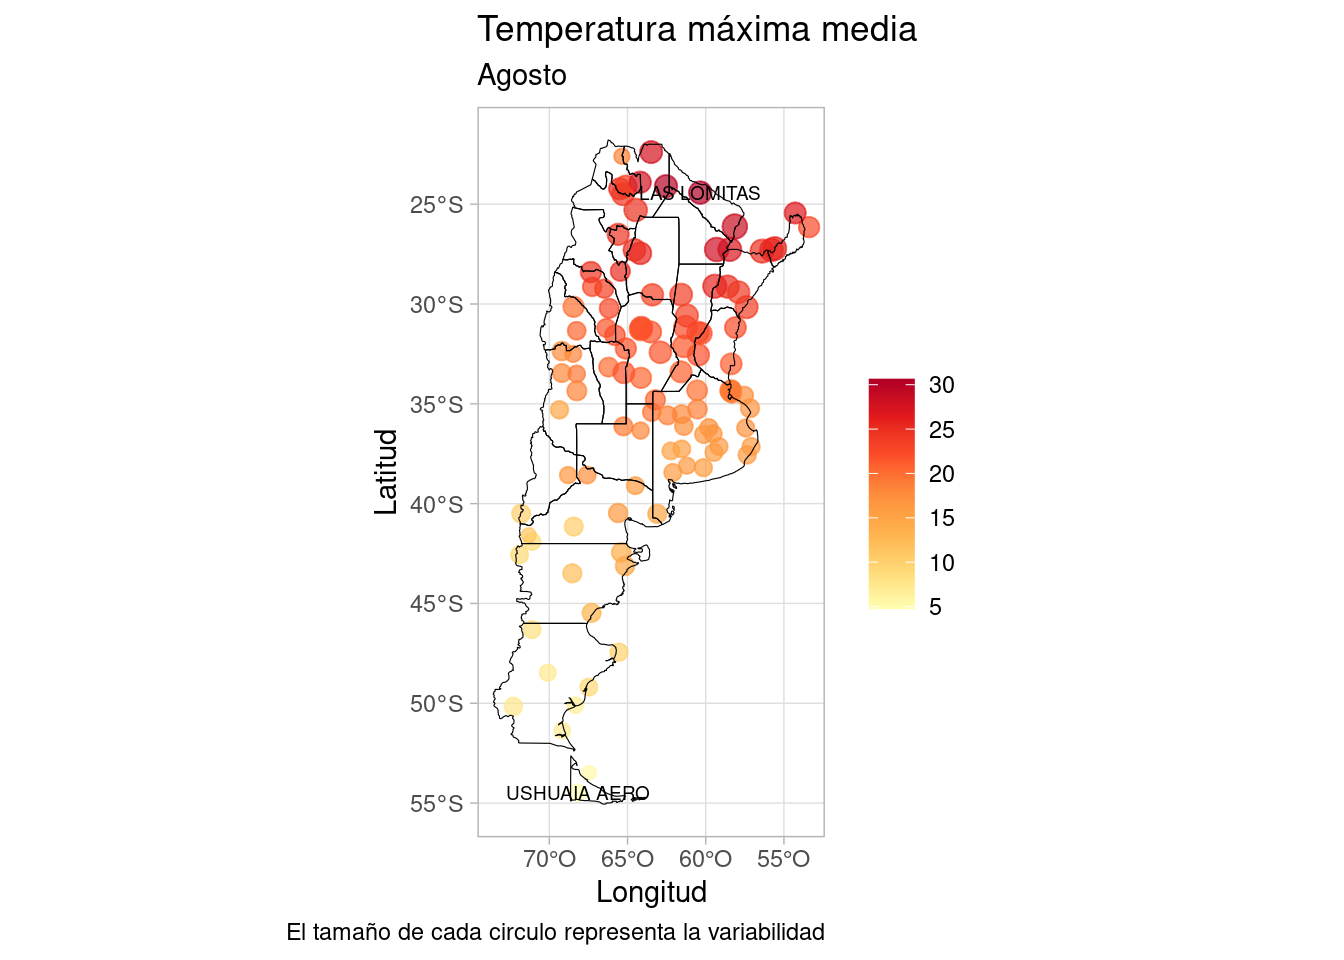 Temperatura máxima media
Agosto
LAS LOMITAS
25°S
30°S
35°S
40°S
45°S
50°S
55°S
Latitud
USHUAIA AERO
30
25
20
15
10
5
70°O 65°O 60°O 55°O
Longitud
El tamaño de cada circulo representa la variabilidad